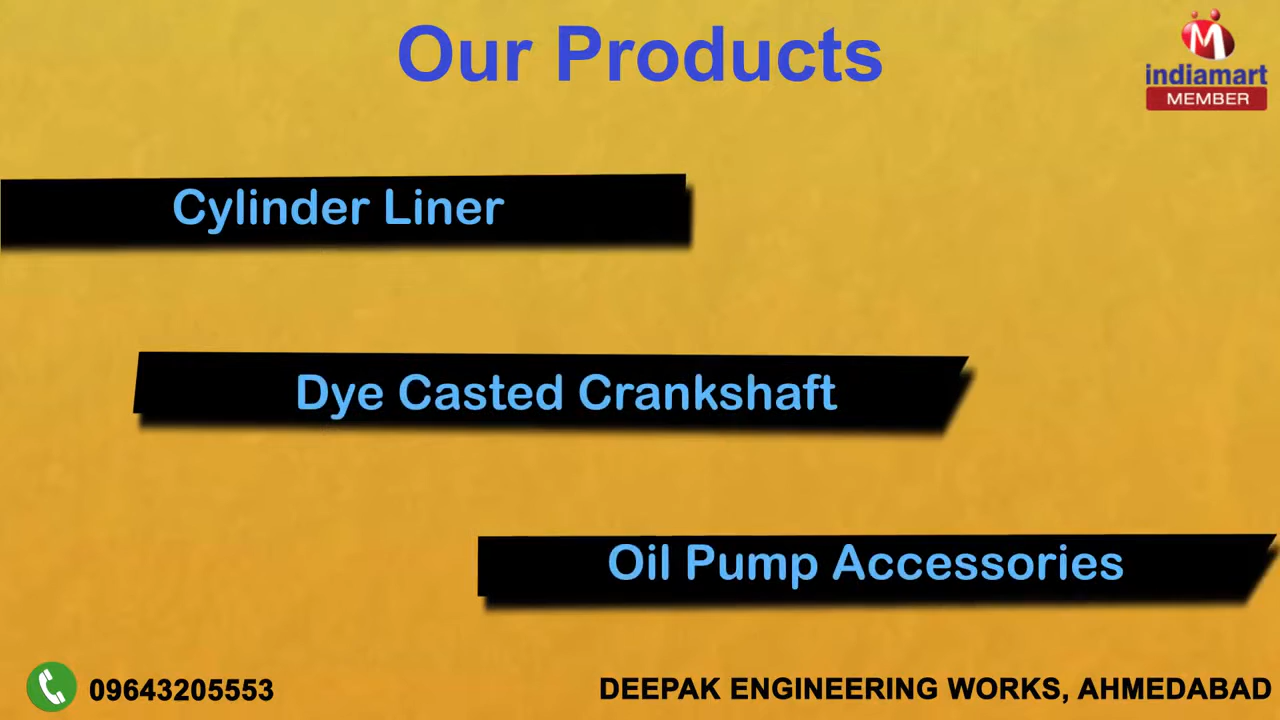 Our Products
indiamart
MEMBER
Cylinder Liner
Dye Casted Crankshaft
Oil Pump Accessories
09643205553
DEEPAK ENGINEERING WORKS, AHMEDABAD